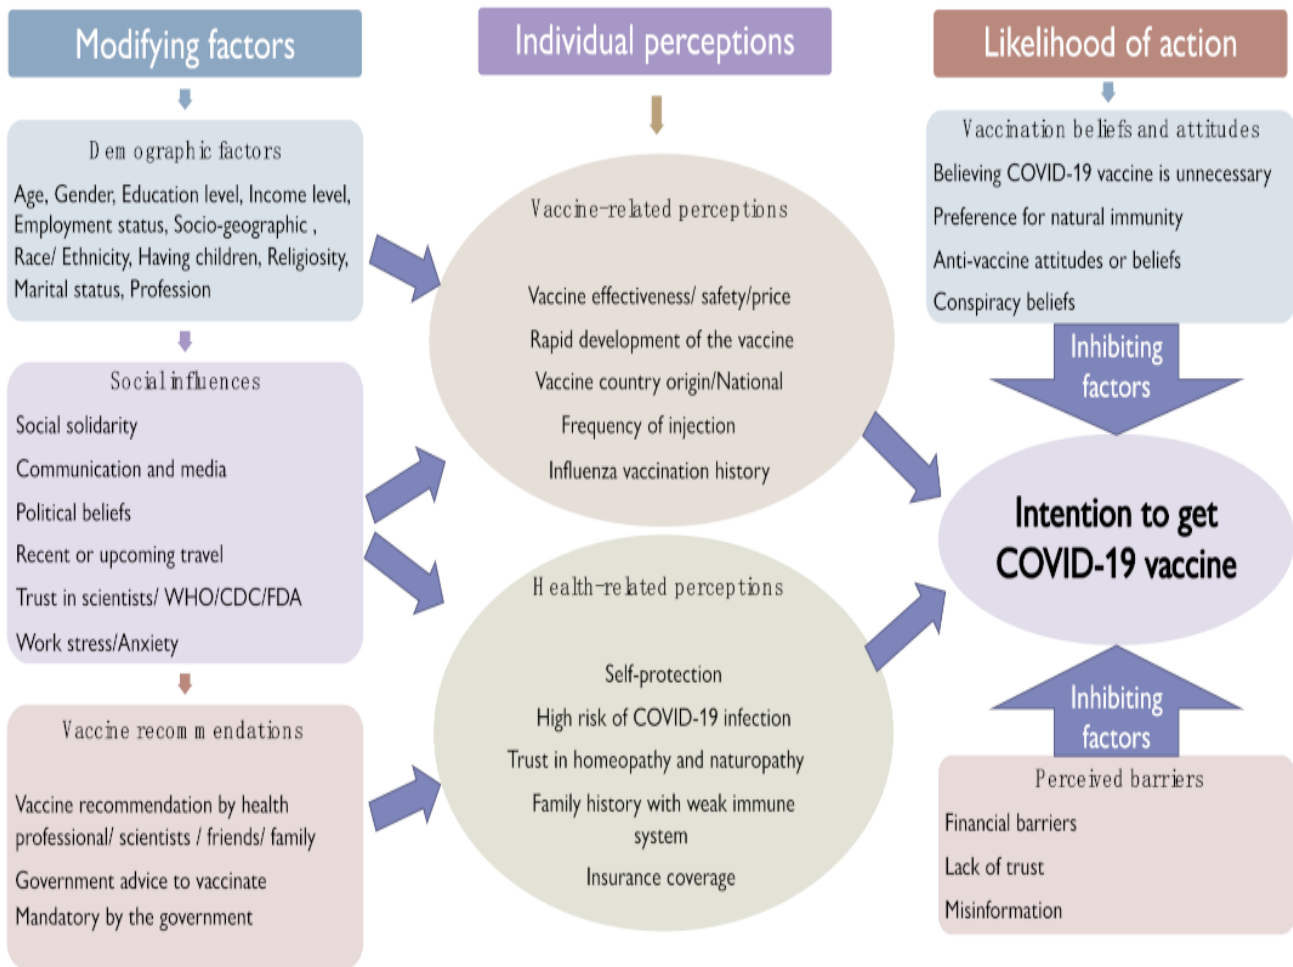 Modifying factors
Demographic factors
Age, Gender, Education level, Income level,
Employment status, Socio-geographic ,
Race/ Ethnicity, Having children, Religiosity,
Marital status, Profession
Social influences
Social solidarity
Communication and media
Political beliefs
Recent or upcoming travel
Trust in scientists/ WHO/CDC/FDA
Work stress/Anxiety
Vaccine recommendations
Vaccine recommendation by health
professional/ scientists / friends/ family
Government advice to vaccinate
Mandatory by the government
Individual perceptions
Vaccine-related perceptions
Vaccine effectiveness/ safety/price
Rapid development of the vaccine
Vaccine country origin/National
Frequency of injection
Influenza vaccination history
Health-related perceptions
Self-protection
High risk of COVID-19 infection
Trust in homeopathy and naturopathy
Family history with weak immune
system
Insurance coverage
Likelihood of action
Vaccination beliefs and attitudes
Believing COVID-19 vaccine is unnecessary
Preference for natural immunity
Anti-vaccine attitudes or beliefs
Conspiracy beliefs
Inhibiting
factors
Intention to get
COVID-19 vaccine
Inhibiting
factors
Perceived barriers
Financial barriers
Lack of trust
Misinformation